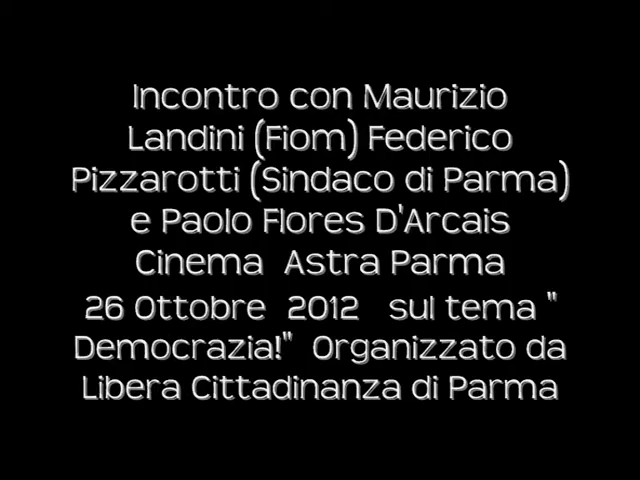 Incontro con Maurizio
Landini (Fiom) Federico
Pizzarotti (Sindaco di Parma)
e Paolo Flores D'Arcais
Cinema Astra Parma
26 Ottobre 2012 sul tema "
Democrazia!" Organizzato da
Libera Cittadinanza di Parma